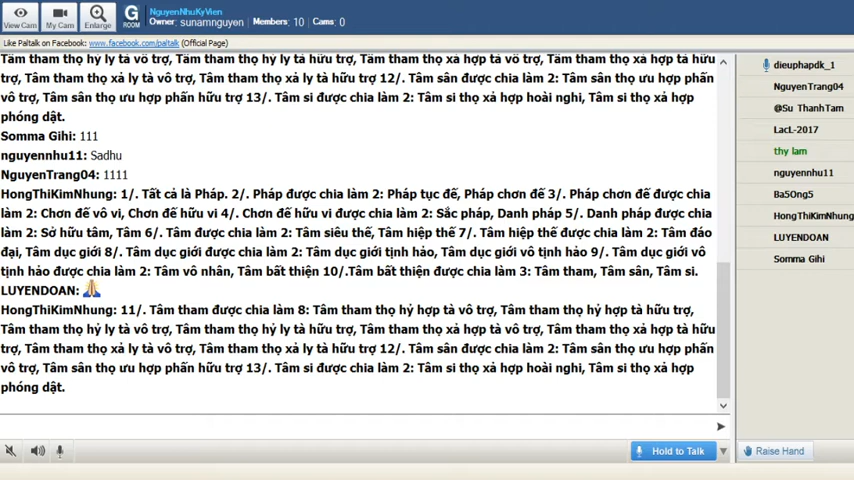 View Cam
My Cam
Enlarge
G
ROOM
NguyenNhuKyVien
Owner: sunamnguyen Members: 10 Cams: 0
Like Paltalk on Facebook: www.facebook.com/paltalk (Official Page)
Tâm tham thọ hỷ ly tà vô trợ, Tâm tham thọ hỷ ly tà hữu trợ, Tâm tham thọ xả hợp tà vô trợ, Tâm tham thọ xả hợp tà hữu
trợ, Tâm tham thọ xả ly tà vô trợ, Tâm tham thọ xả ly tà hữu trợ 12/. Tâm sân được chia làm 2: Tâm sân thọ ưu hợp phấn
vô trợ, Tâm sân thọ ưu hợp phấn hữu trợ 13/. Tâm si được chia làm 2: Tâm si thọ xả hợp hoài nghi, Tâm si thọ xả hợp
phóng dật.
Somma Gihi: 111
nguyennhu11: Sadhu
NguyenTrang04: 1111
HongThiKimNhung: 1/. Tất cả là Pháp. 2/. Pháp được chia làm 2: Pháp tục đế, Pháp chơn đế 3/. Pháp chơn đế được chia
làm 2: Chơn đế vô vi, Chơn đế hữu vi 4/. Chơn đế hữu vi được chia làm 2: Sắc pháp, Danh pháp 5/. Danh pháp được chia
làm 2: Sở hữu tâm, Tâm 6/. Tâm được chia làm 2: Tâm siêu thế, Tâm hiệp thế 7/. Tâm hiệp thế được chia làm 2: Tâm đáo
đại, Tâm dục giới 8/. Tâm dục giới được chia làm 2: Tâm dục giới tịnh hảo, Tâm dục giới vô tịnh hảo 9/. Tâm dục giới vô
tịnh hảo được chia làm 2: Tâm vô nhân, Tâm bất thiện 10/.Tâm bất thiện được chia làm 3: Tâm tham, Tâm sân, Tâm si.
LUYENDOAN:
HongThiKimNhung: 11/. Tâm tham được chia làm 8: Tâm tham thọ hỷ hợp tà vô trợ, Tâm tham thọ hỷ hợp tà hữu trợ,
Tâm tham thọ hỷ ly tà vô trợ, Tâm tham thọ hỷ ly tà hữu trợ, Tâm tham thọ xả hợp tà vô trợ, Tâm tham thọ xả hợp tà hữu
trợ, Tâm tham thọ xả ly tà vô trợ, Tâm tham thọ xả ly tà hữu trợ 12/. Tâm sân được chia làm 2: Tâm sân thọ ưu hợp phấn
vô trợ, Tâm sân thọ ưu hợp phấn hữu trợ 13/. Tâm si được chia làm 2: Tâm si thọ xả hợp hoài nghi, Tâm si thọ xả hợp
phóng dật.
dieuphapdk_1
NguyenTrang04
@Su ThanhTam
LacL-2017
thy lam
nguyennhu11
Ba5Ong5
HongThiKimNhung
LUYENDOAN
Somma Gihi
Hold to Talk
Raise Hand